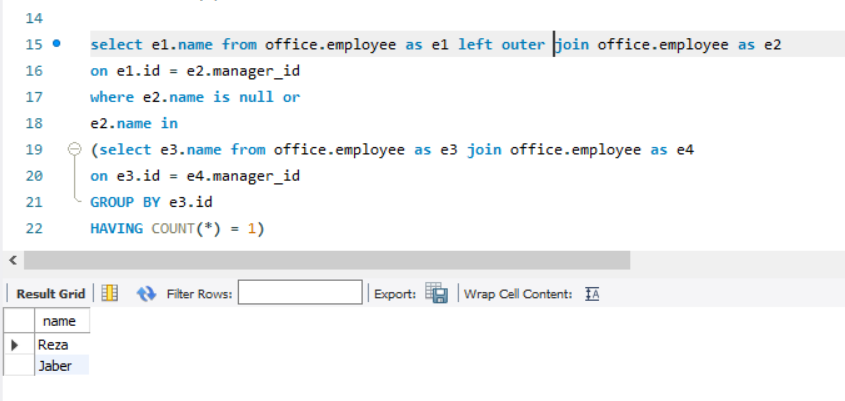 14
15 select e1.name from office.employee as e1 left outer join office.employee as e2
16 on e1.id = e2.manager_id
17 where e2.name is null or
18 e2.name in
19 (select e3.name from office.employee as e3 join office.employee as e4
20 on e3.id = e4.manager_id
21 GROUP BY e3.id
22 HAVING COUNT(*) = 1)
Result Grid Filter Rows: Export: Wrap Cell Content: IA
name
Reza
Jaber